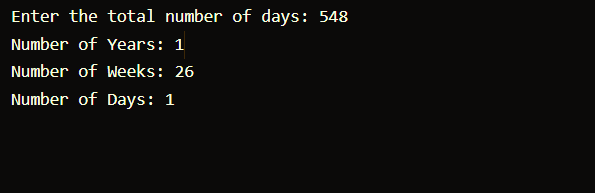 Enter the total number of days: 548
Number of Years: 1
Number of Weeks: 26
Number of Days: 1